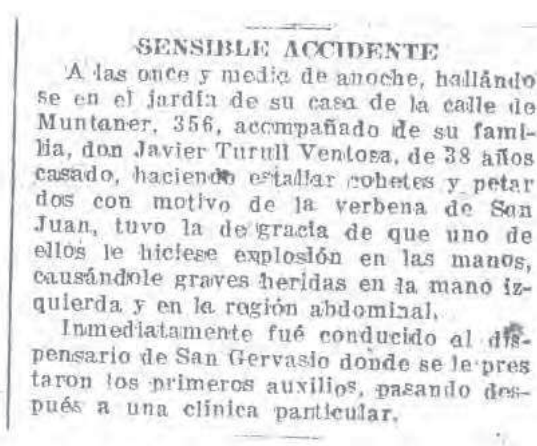 SENSIBLE ACCIDENTE
A las once y media de anoche, hallándo
se en el jardín de su casa de la calle de
Muntaner, 356, acompañado de su fami-
lia, don Javier Turull Ventosa, de 38 años
casado, haciendo estallar cohetes y petar
dos con motivo de la verbena de San
Juan, tuvo la de gracia de que uno de
ellos le hiciese explosión en las manos,
causándole graves heridas en la mano iz-
quierda y en la región abdominal.
Inmediatamente fué conducido al dis-
pensario de San Gervasio donde se le pres
taron los primeros auxilios, pasando des-
pués a una clínica particular.